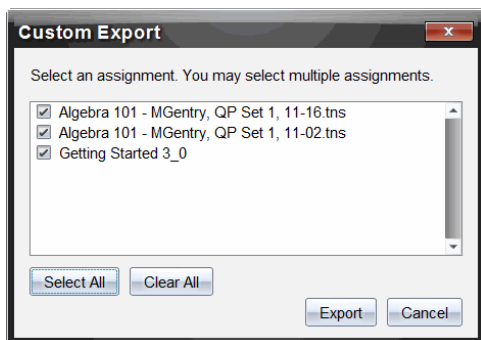 Custom Export
x
Select an assignment. You may select multiple assignments.
Algebra 101 - MGentry, QP Set 1, 11-16.tns
Algebra 101 - MGentry, QP Set 1, 11-02.tns
Getting Started 3_0
Select All Clear All
Export Cancel